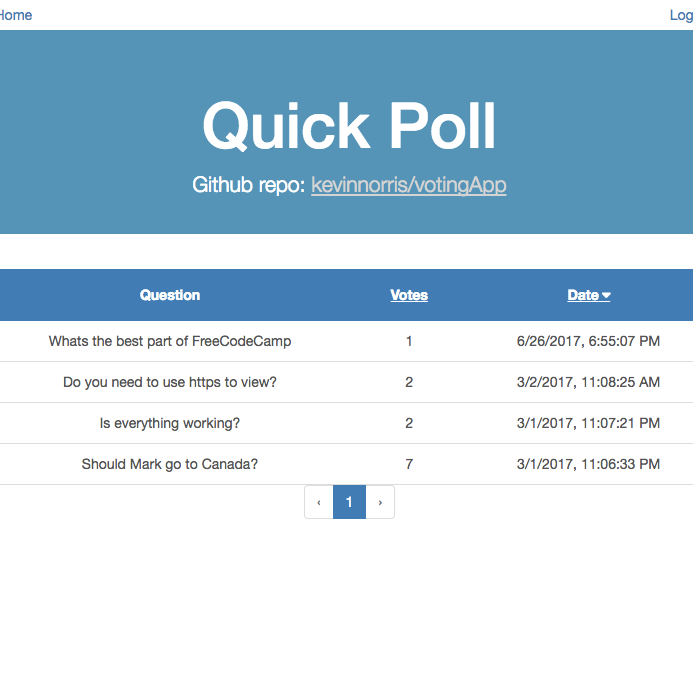 Home Log
Quick Poll
Github repo: kevinnorris/votingApp
Question Votes Date
Whats the best part of FreeCodeCamp 1 6/26/2017, 6:55:07 PM
Do you need to use https to view? 2 3/2/2017, 11:08:25 AM
Is everything working? 2 3/1/2017, 11:07:21 PM
Should Mark go to Canada? 7 3/1/2017, 11:06:33 PM
‹ 1 ›